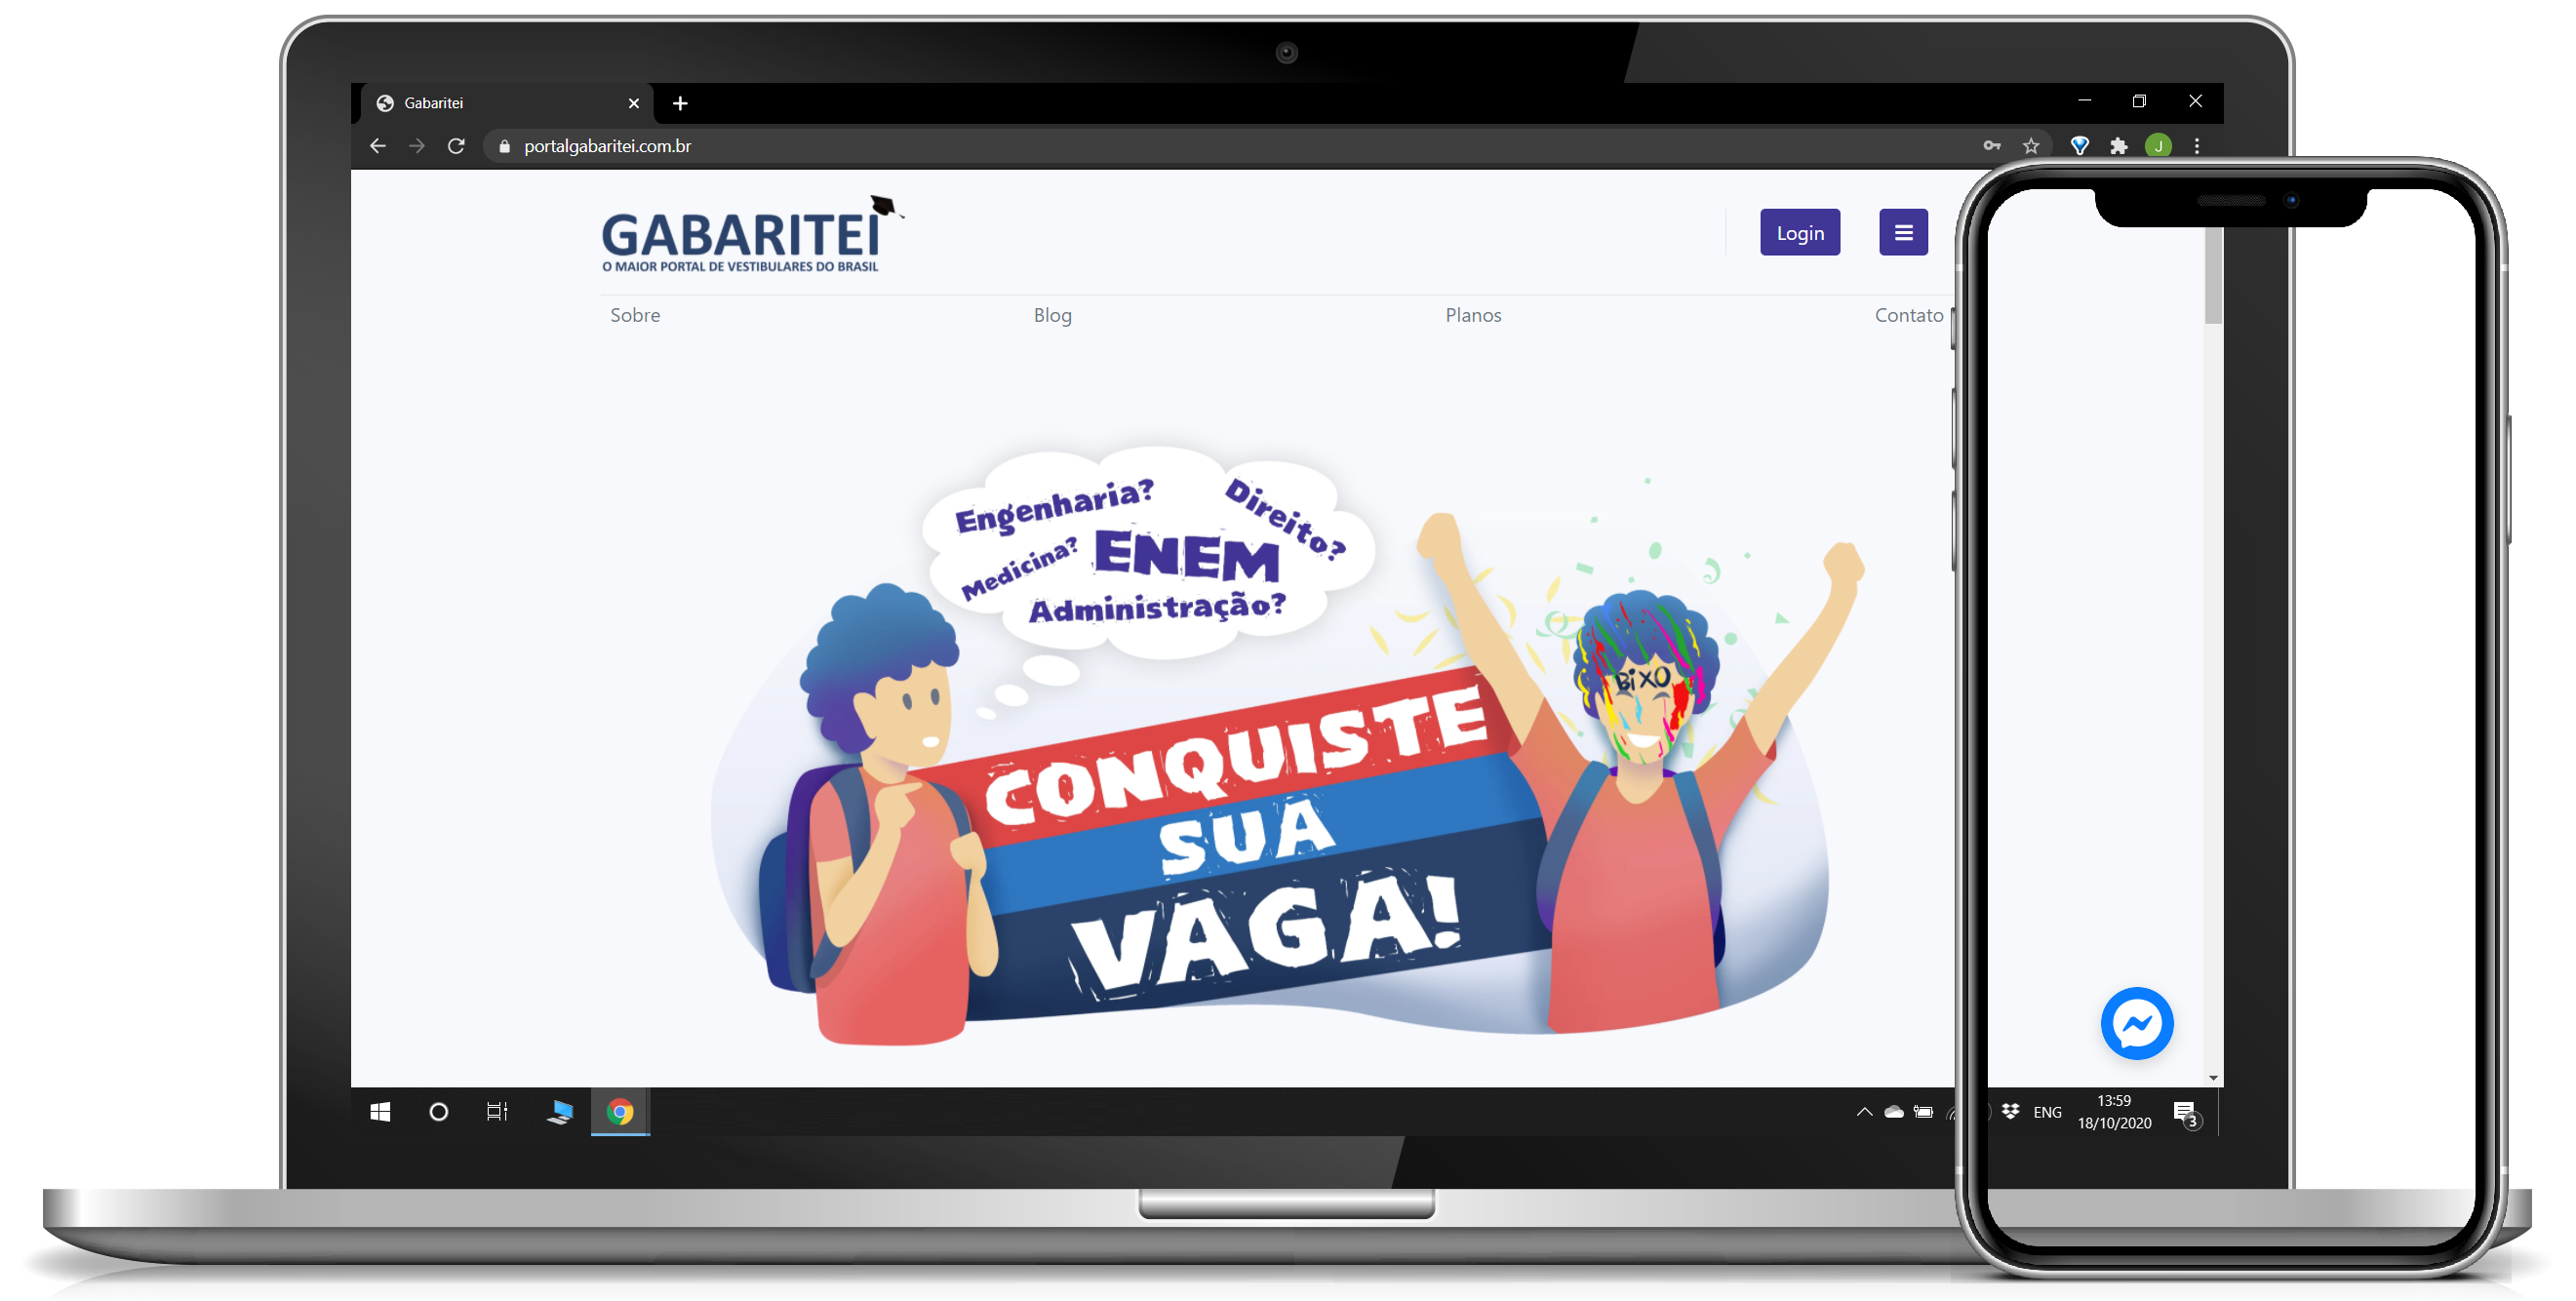 Gabaritei
portalgabaritei.com.br
J
GABARITEI
O MAIOR PORTAL DE VESTIBULARES DO BRASIL
Login
Sobre Blog Planos Contato
Engenharia?
Direito?
Medicina?
ENEM
Administração?
BiXO
CONQUISTE
SUA
VAGA!
ENG
13:59
18/10/2020
3